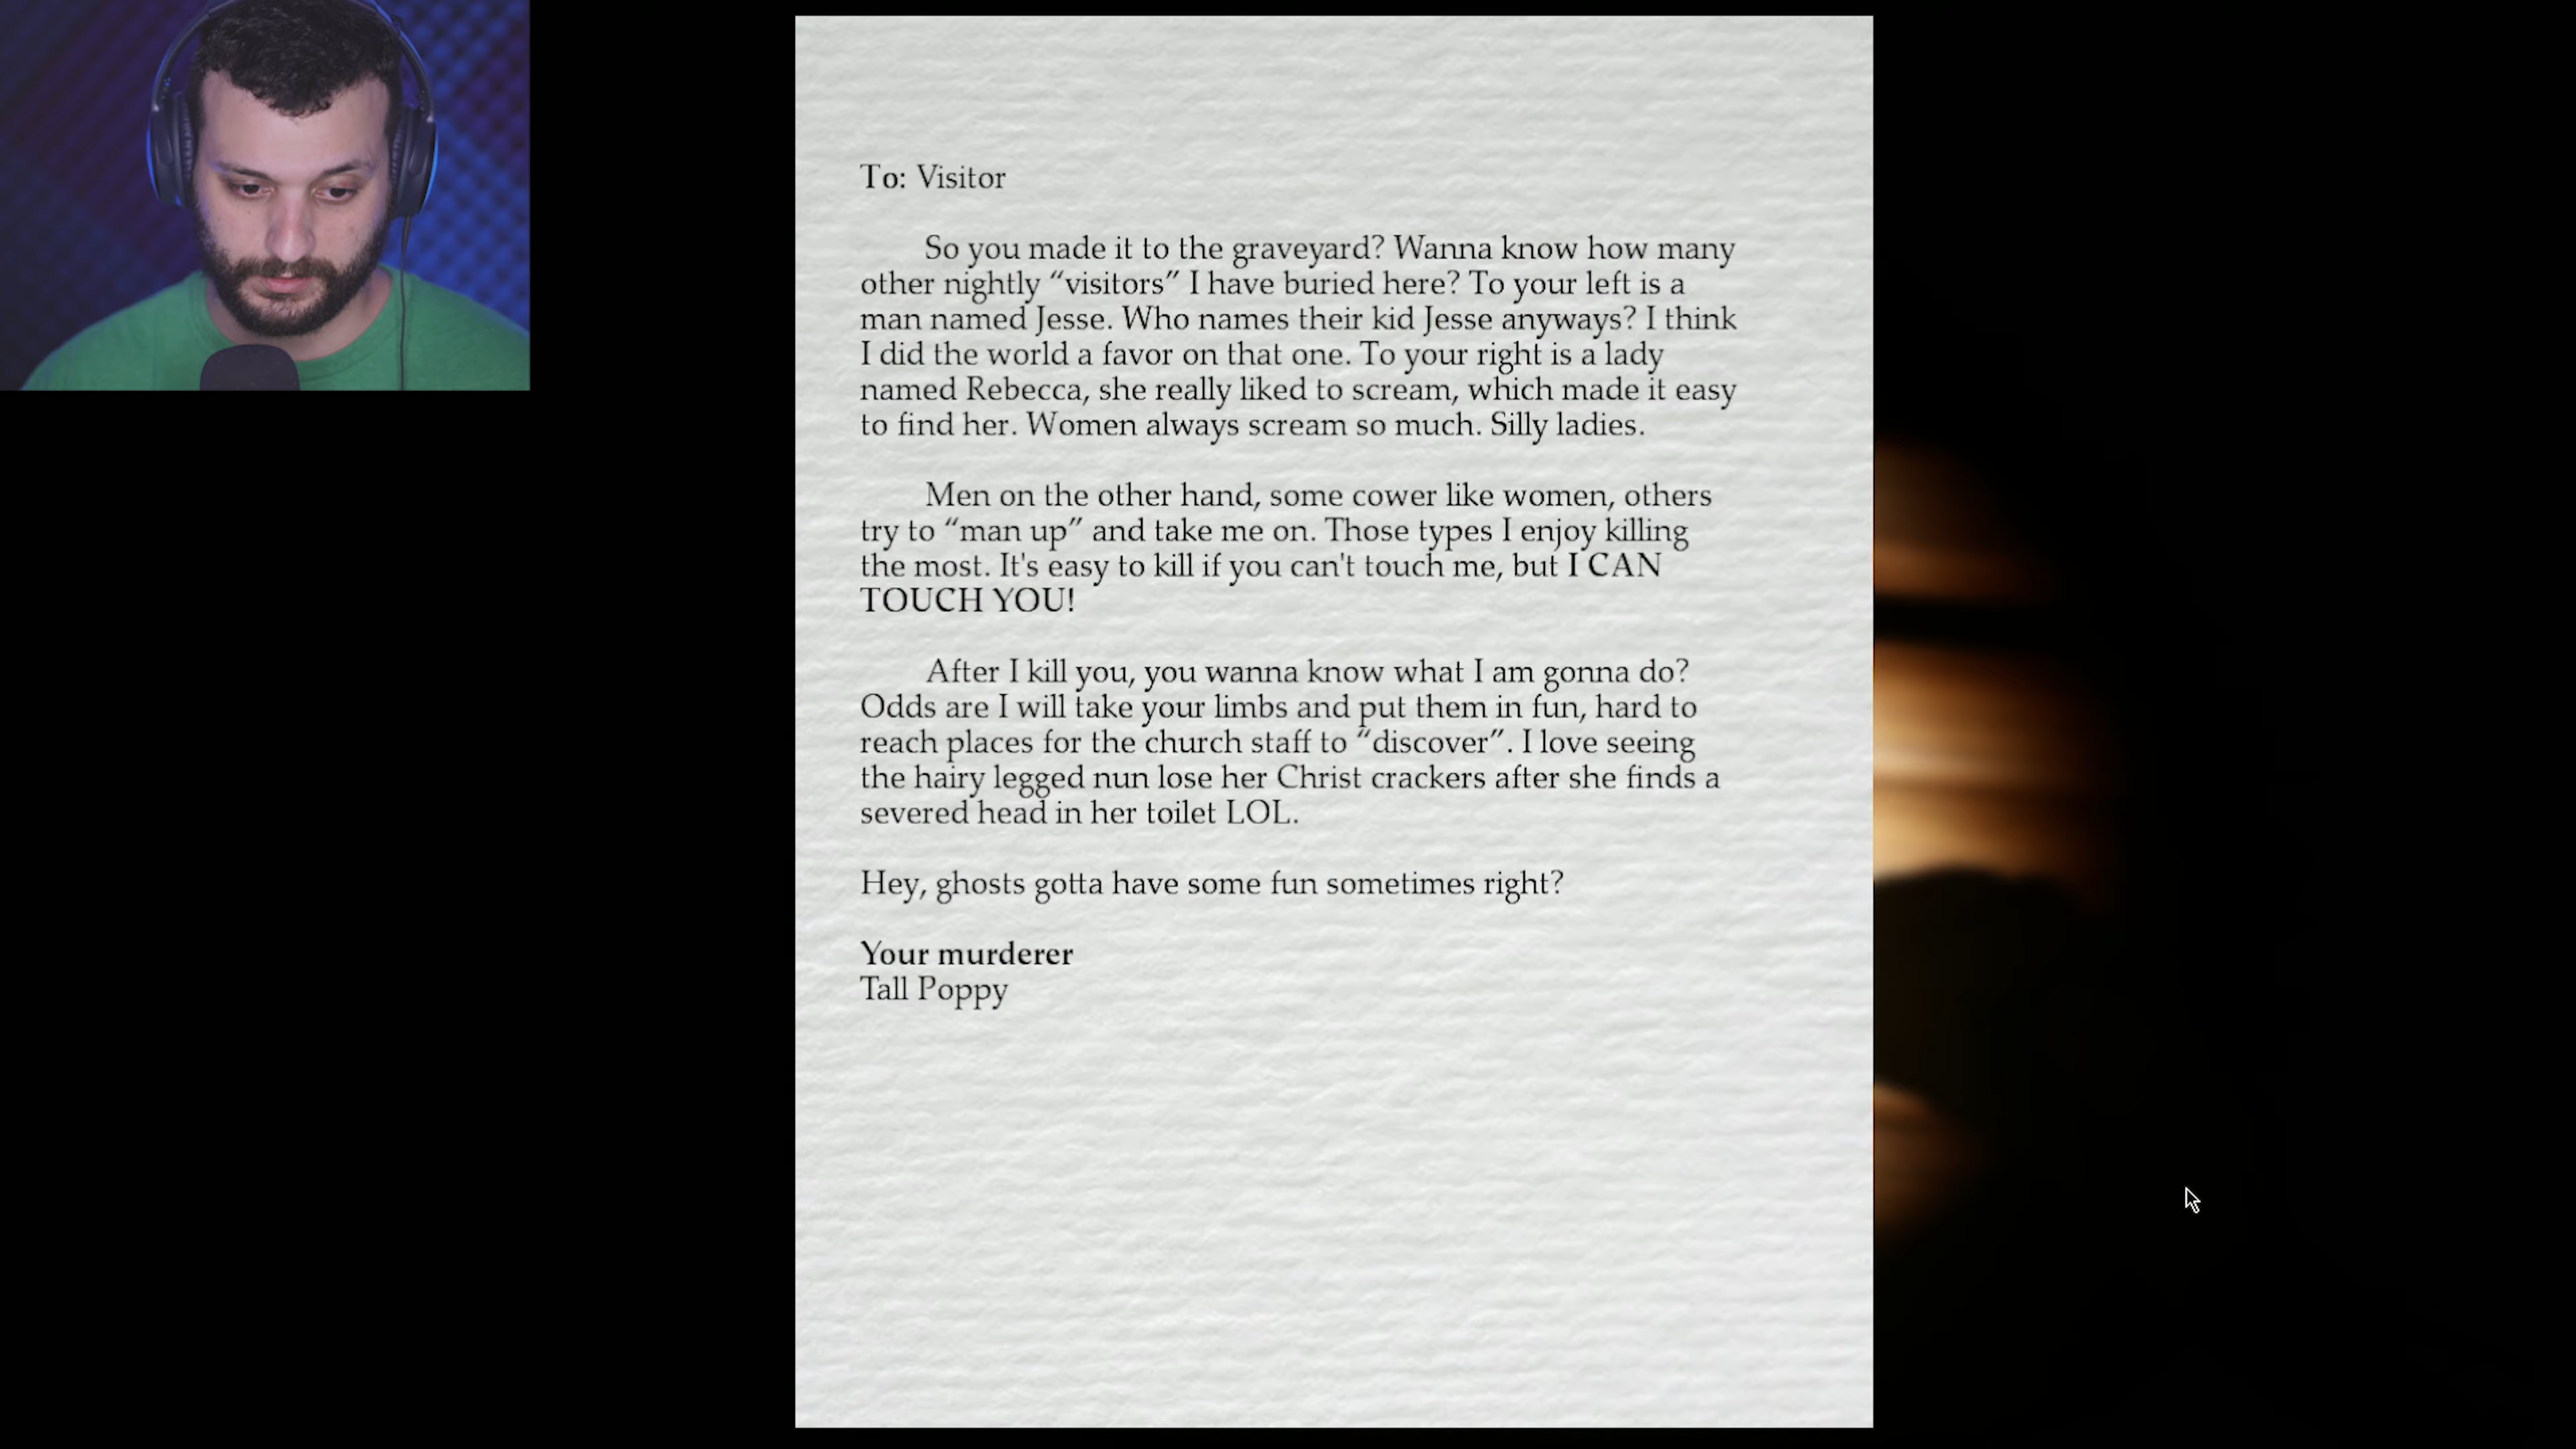 To: Visitor
So you made it to the graveyard? Wanna know how many
other nightly “visitors” I have buried here? To your left is a
man named Jesse. Who names their kid Jesse anyways? I think
I did the world a favor on that one. To your right is a lady
named Rebecca, she really liked to scream, which made it easy
to find her. Women always scream so much. Silly ladies.
Men on the other hand, some cower like women, others
try to “man up” and take me on. Those types I enjoy killing
the most. It's easy to kill if you can't touch me, but I CAN
TOUCH YOU!
After I kill you, you wanna know what I am gonna do?
Odds are I will take your limbs and put them in fun, hard to
reach places for the church staff to “discover”. I love seeing
the hairy legged nun lose her Christ crackers after she finds a
severed head in her toilet LOL.
Hey, ghosts gotta have some fun sometimes right?
Your murderer
Tall Poppy